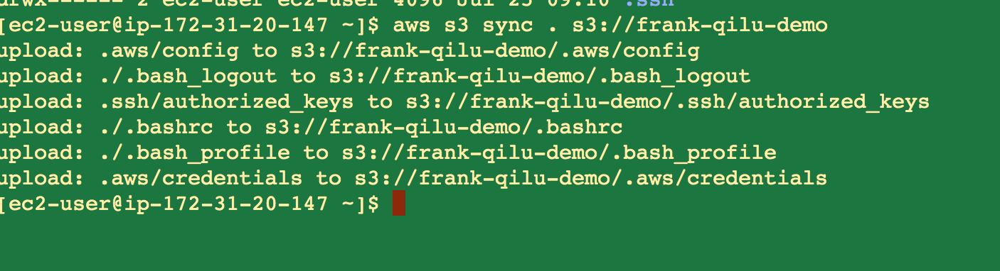 drwx------ 2 ec2-user ec2-user 4096 Jul 25 09:10 .ssh
[ec2-user@ip-172-31-20-147 ~]$ aws s3 sync . s3://frank-qilu-demo
upload: .aws/config to s3://frank-qilu-demo/.aws/config
upload: ./.bash_logout to s3://frank-qilu-demo/.bash_logout
upload: .ssh/authorized_keys to s3://frank-qilu-demo/.ssh/authorized_keys
upload: ./.bashrc to s3://frank-qilu-demo/.bashrc
upload: ./.bash_profile to s3://frank-qilu-demo/.bash_profile
upload: .aws/credentials to s3://frank-qilu-demo/.aws/credentials
[ec2-user@ip-172-31-20-147 ~]$